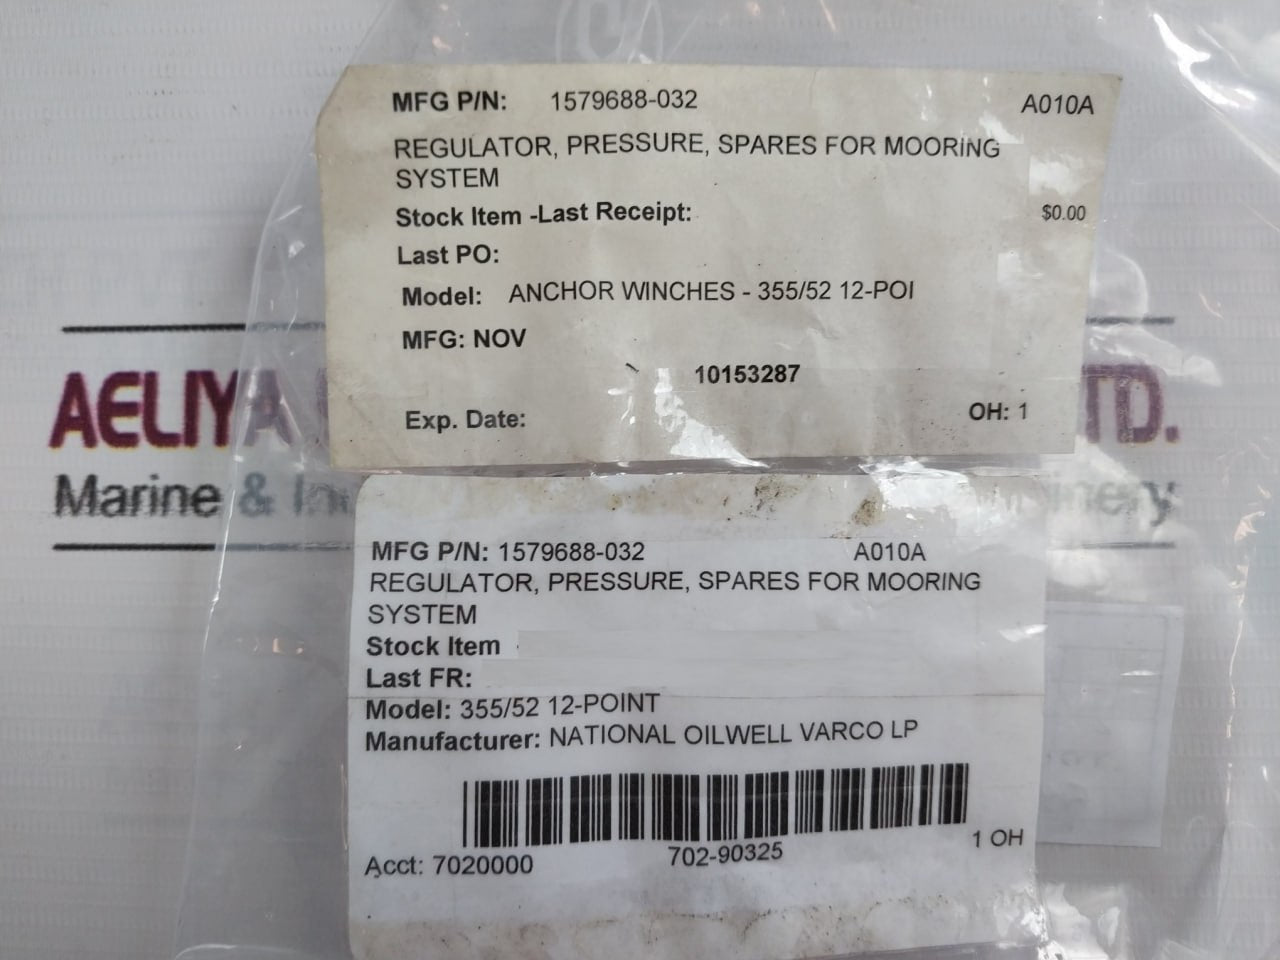 MFG P/N: 1579688-032 A010A
REGULATOR, PRESSURE, SPARES FOR MOORING
SYSTEM
Stock Item -Last Receipt: $0.00
Last PO:
Model: ANCHOR WINCHES - 355/52 12-POI
MFG: NOV
10153287
Exp. Date: OH: 1
AELIYA TD.
Marine &
MFG P/N: 1579688-032 A010A
REGULATOR, PRESSURE, SPARES FOR MOORING
SYSTEM
Stock Item
Last FR:
Model: 355/52 12-POINT
Manufacturer: NATIONAL OILWELL VARCO LP
1 OH
Acct: 7020000 702-90325